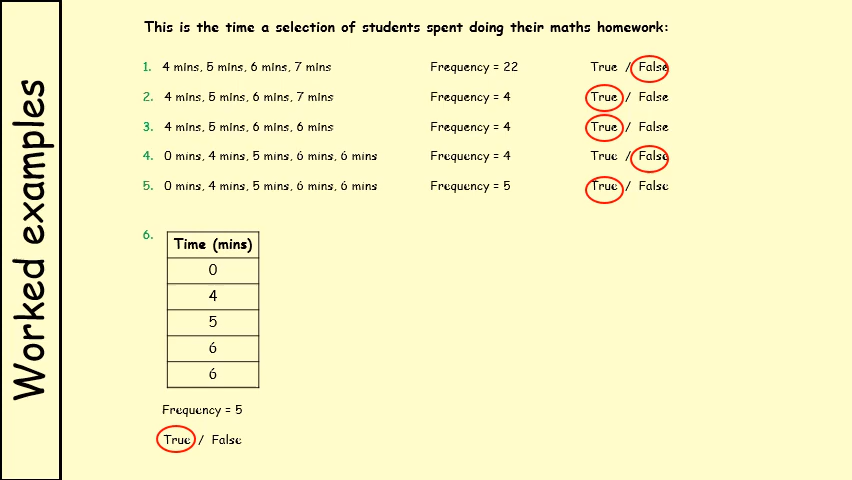 Worked examples
This is the time a selection of students spent doing their maths homework:
1. 4 mins, 5 mins, 6 mins, 7 mins Frequency = 22 True / False
2. 4 mins, 5 mins, 6 mins, 7 mins Frequency = 4 True / False
3. 4 mins, 5 mins, 6 mins, 6 mins Frequency = 4 True / False
4. 0 mins, 4 mins, 5 mins, 6 mins, 6 mins Frequency = 4 True / False
5. 0 mins, 4 mins, 5 mins, 6 mins, 6 mins Frequency = 5 True / False
6. Time (mins)
0
4
5
6
6
Frequency = 5
True / False